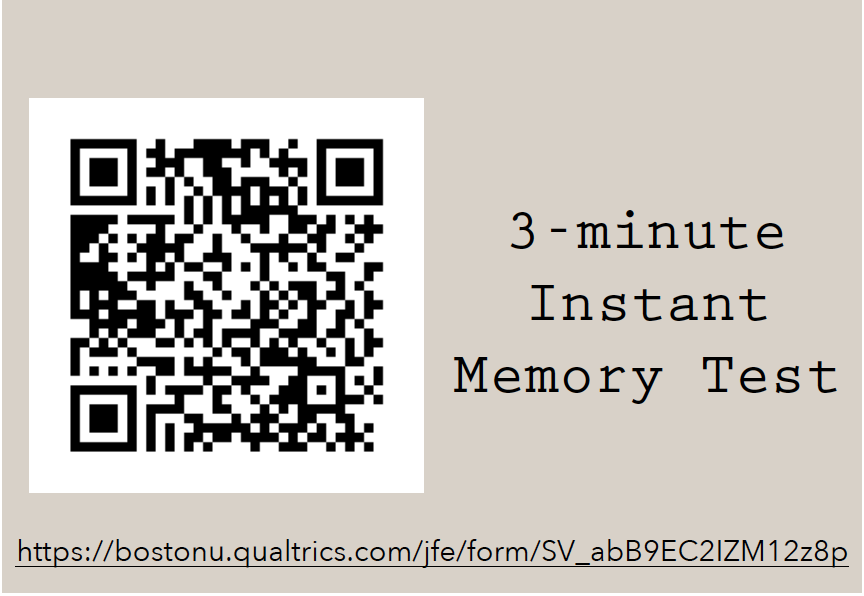 3-minute
Instant
Memory Test
https://bostonu.qualtrics.com/jfe/form/SV_abB9EC2IZM12z8p